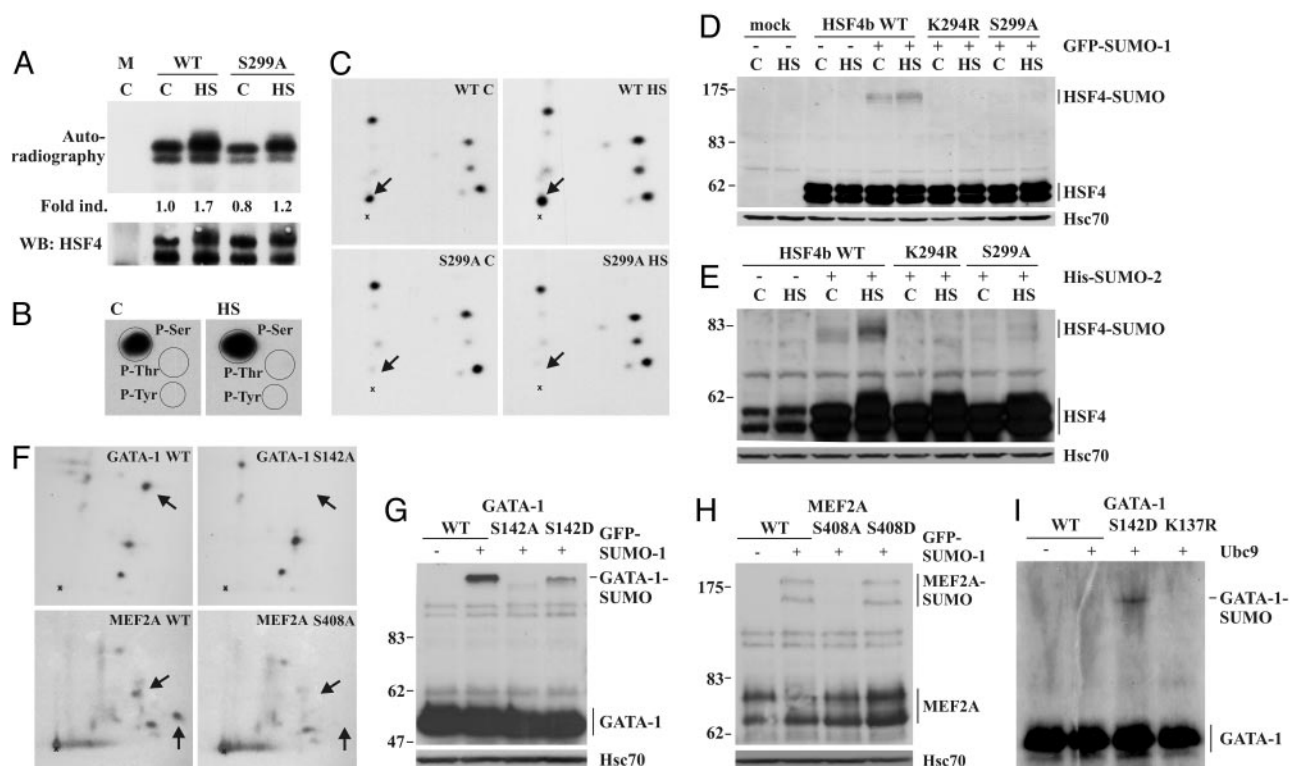 A
M WT S299A
C C HS C HS
Auto-
radiography
Fold ind. 1.0 1.7 0.8 1.2
WB: HSF4
B
C HS
P-Ser P-Ser
P-Thr P-Thr
P-Tyr P-Tyr
C
WT C WT HS
x x
S299A C S299A HS
x x
D
mock HSF4b WT K294R S299A
- - - - + + + + + + GFP-SUMO-1
C HS C HS C HS C HS C HS
175-
HSF4-SUMO
83-
62-
HSF4
Hsc70
E
HSF4b WT K294R S299A
- - + + + + + + His-SUMO-2
C HS C HS C HS C HS
83-
HSF4-SUMO
62-
HSF4
Hsc70
F
GATA-1 WT GATA-1 S142A
x x
MEF2A WT MEF2A S408A
G
GATA-1
WT S142A S142D GFP-
- + + + SUMO-1
GATA-1-
SUMO
83-
62-
GATA-1
47-
Hsc70
H
MEF2A
WT S408A S408D GFP-
- + + + SUMO-1
175-
MEF2A-
SUMO
83-
MEF2A
62-
Hsc70
I
GATA-1
WT S142D K137R
- + + + Ubc9
GATA-1-
SUMO
GATA-1